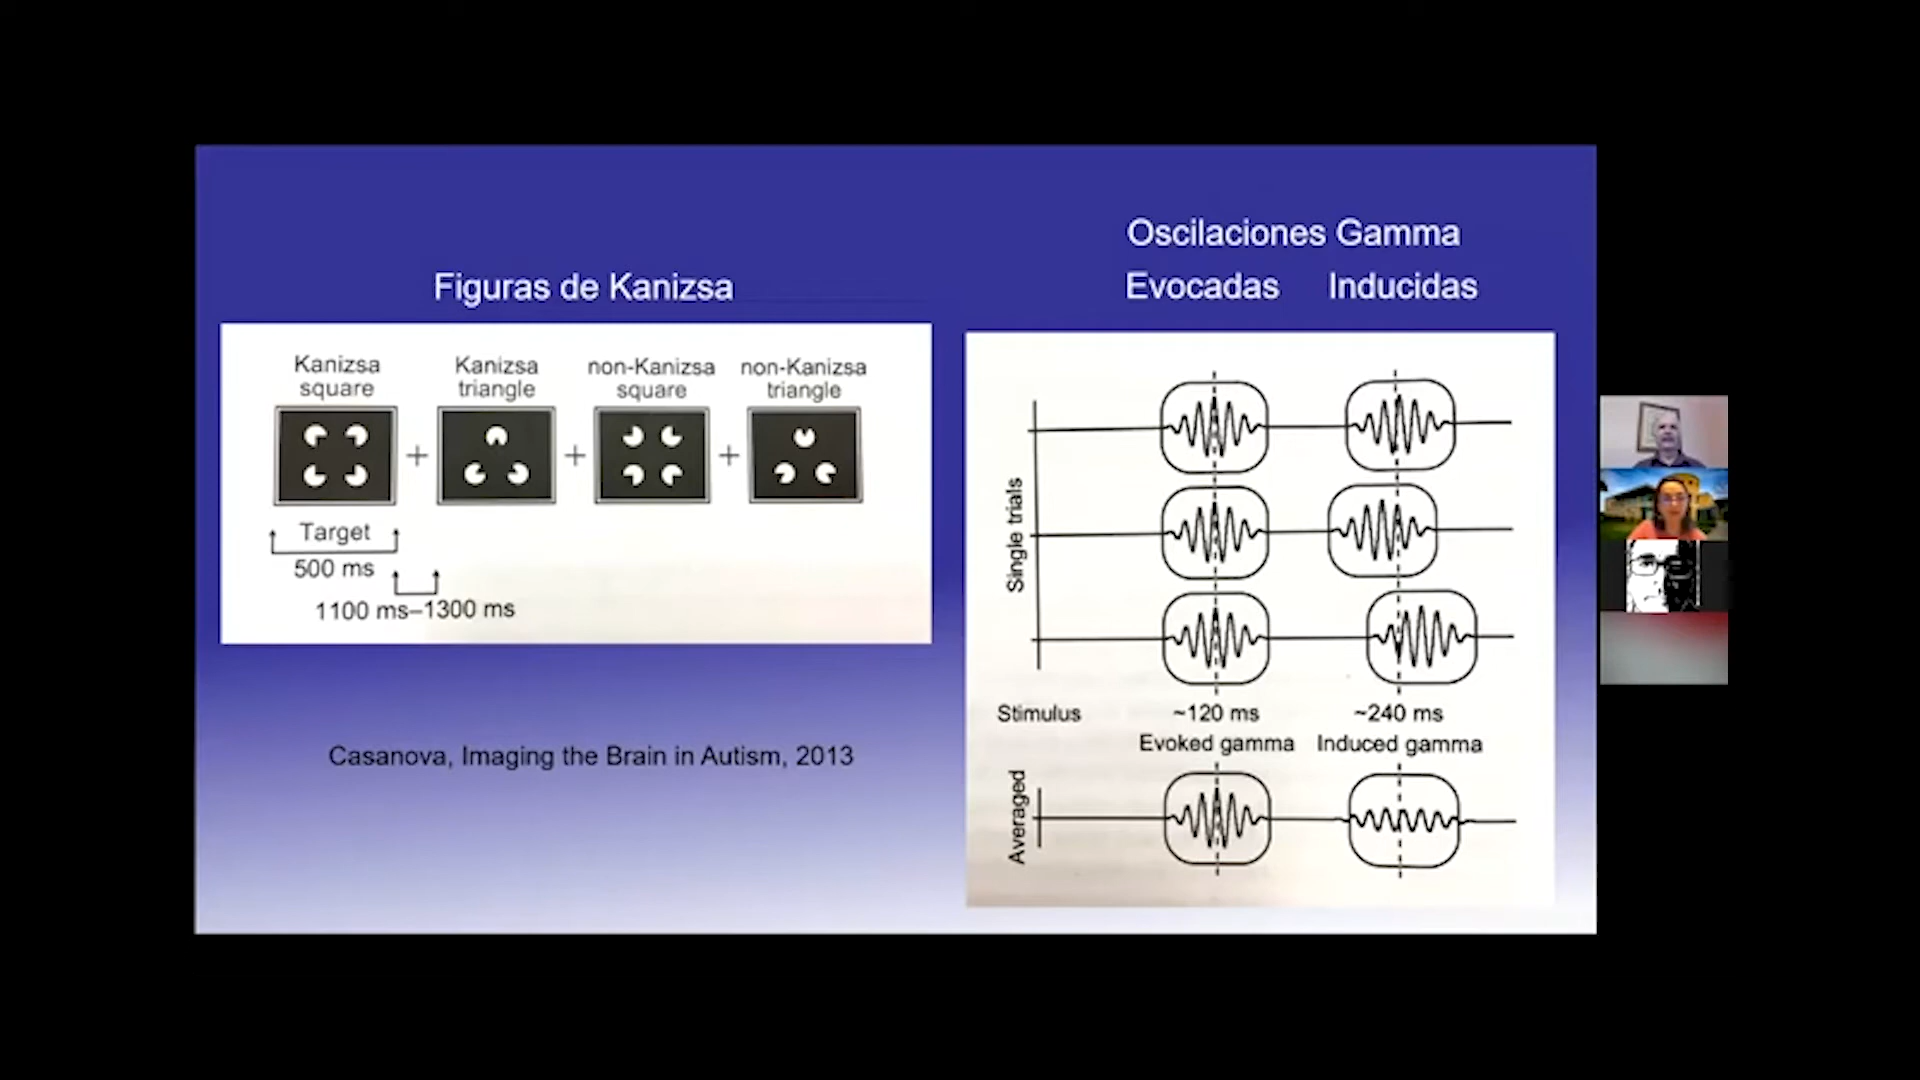 Figuras de Kanizsa
Kanizsa square
Kanizsa triangle
non-Kanizsa square
non-Kanizsa triangle
+ + +
Target
500 ms
1100 ms–1300 ms
Casanova, Imaging the Brain in Autism, 2013
Oscilaciones Gamma
Evocadas Inducidas
Single trials
Stimulus ~120 ms ~240 ms
Evoked gamma Induced gamma
Averaged